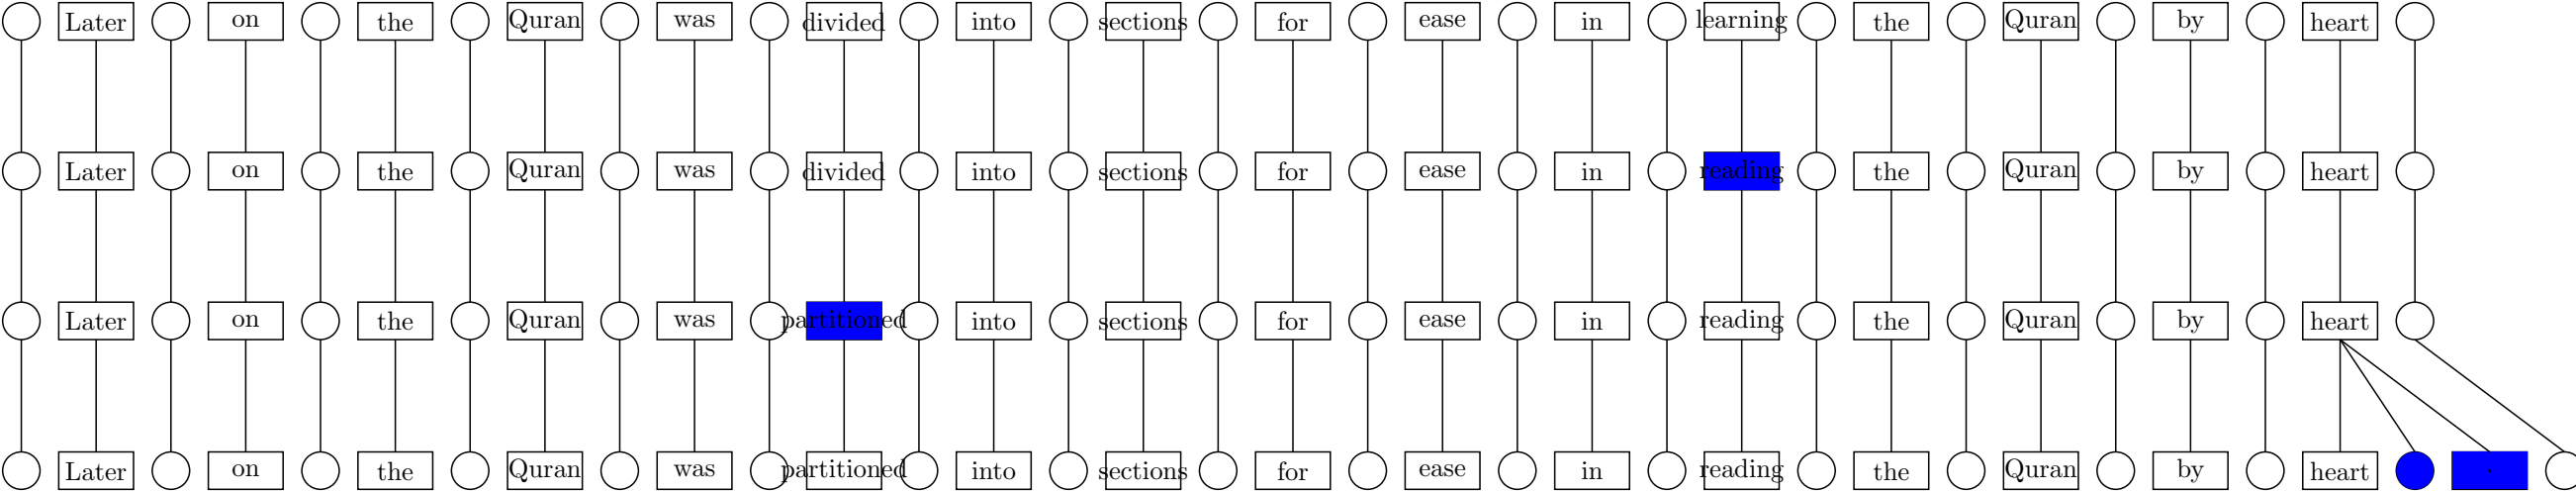 Later on the Quran was divided into sections for ease in learning the Quran by heart
Later on the Quran was divided into sections for ease in reading the Quran by heart
Later on the Quran was partitioned into sections for ease in reading the Quran by heart
Later on the Quran was partitioned into sections for ease in reading the Quran by heart .